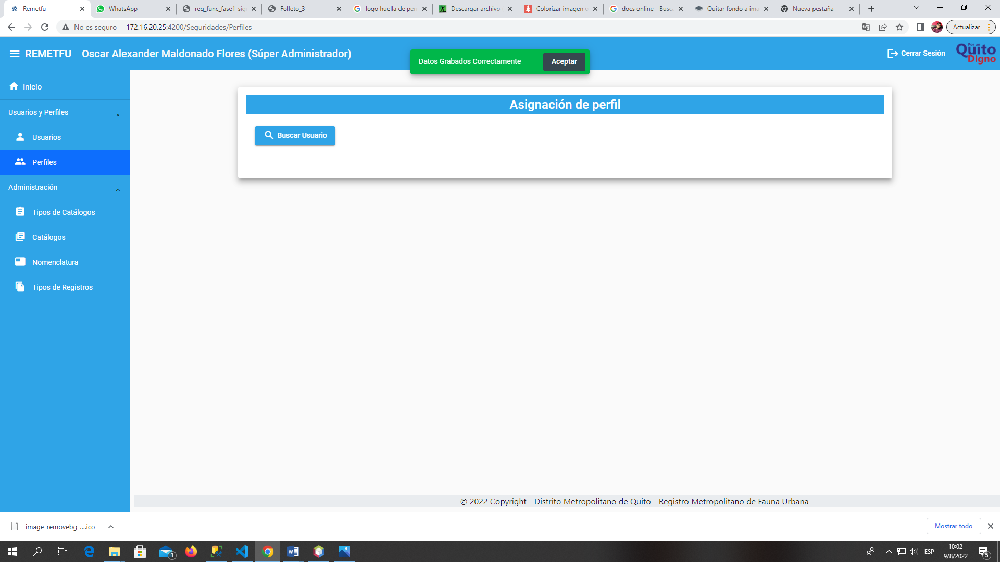 Remetfu
WhatsApp
req_func_fase1-sig
Folleto_3
logo huella de per
Descargar archivo
Colorizar imagen
docs online - Busc
Quitar fondo a ima
Nueva pestaña
No es seguro
172.16.20.25:4200/Seguridades/Perfiles
Actualizar
REMETFU
Oscar Alexander Maldonado Flores (Súper Administrador)
Datos Grabados Correctamente
Aceptar
Cerrar Sesión
Por un
Quito
Digno
Inicio
Usuarios y Perfiles
Usuarios
Perfiles
Administración
Tipos de Catálogos
Catálogos
Nomenclatura
Tipos de Registros
Asignación de perfil
Buscar Usuario
© 2022 Copyright - Distrito Metropolitano de Quito - Registro Metropolitano de Fauna Urbana
image-removebg-....ico
Mostrar todo
1
ESP
10:02
9/8/2022
5